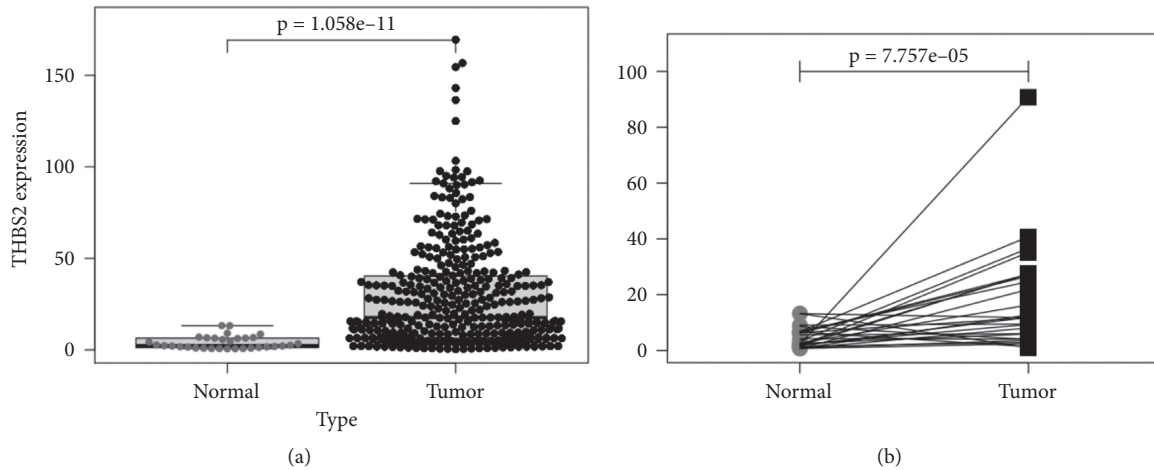 p = 1.058e–11
150
100
50
0
THBS2 expression
Normal
Tumor
Type
(a)
p = 7.757e–05
100
80
60
40
20
0
Normal
Tumor
(b)